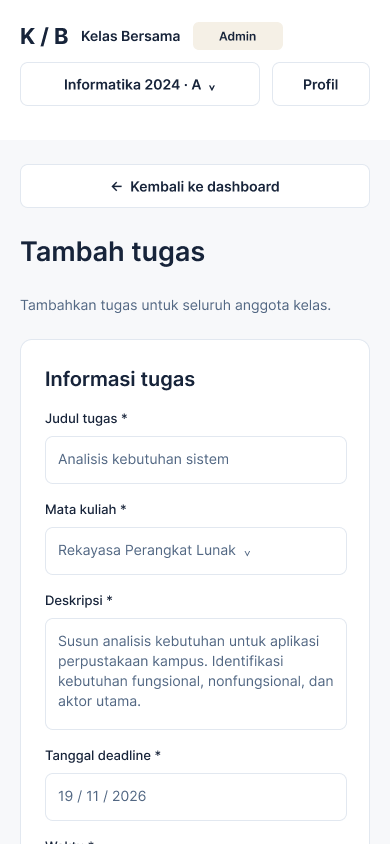 K / B Kelas Bersama Admin
Informatika 2024 · A Profil
← Kembali ke dashboard
Tambah tugas
Tambahkan tugas untuk seluruh anggota kelas.
Informasi tugas
Judul tugas *
Analisis kebutuhan sistem
Mata kuliah *
Rekayasa Perangkat Lunak
Deskripsi *
Susun analisis kebutuhan untuk aplikasi
perpustakaan kampus. Identifikasi
kebutuhan fungsional, nonfungsional, dan
aktor utama.
Tanggal deadline *
19 / 11 / 2026